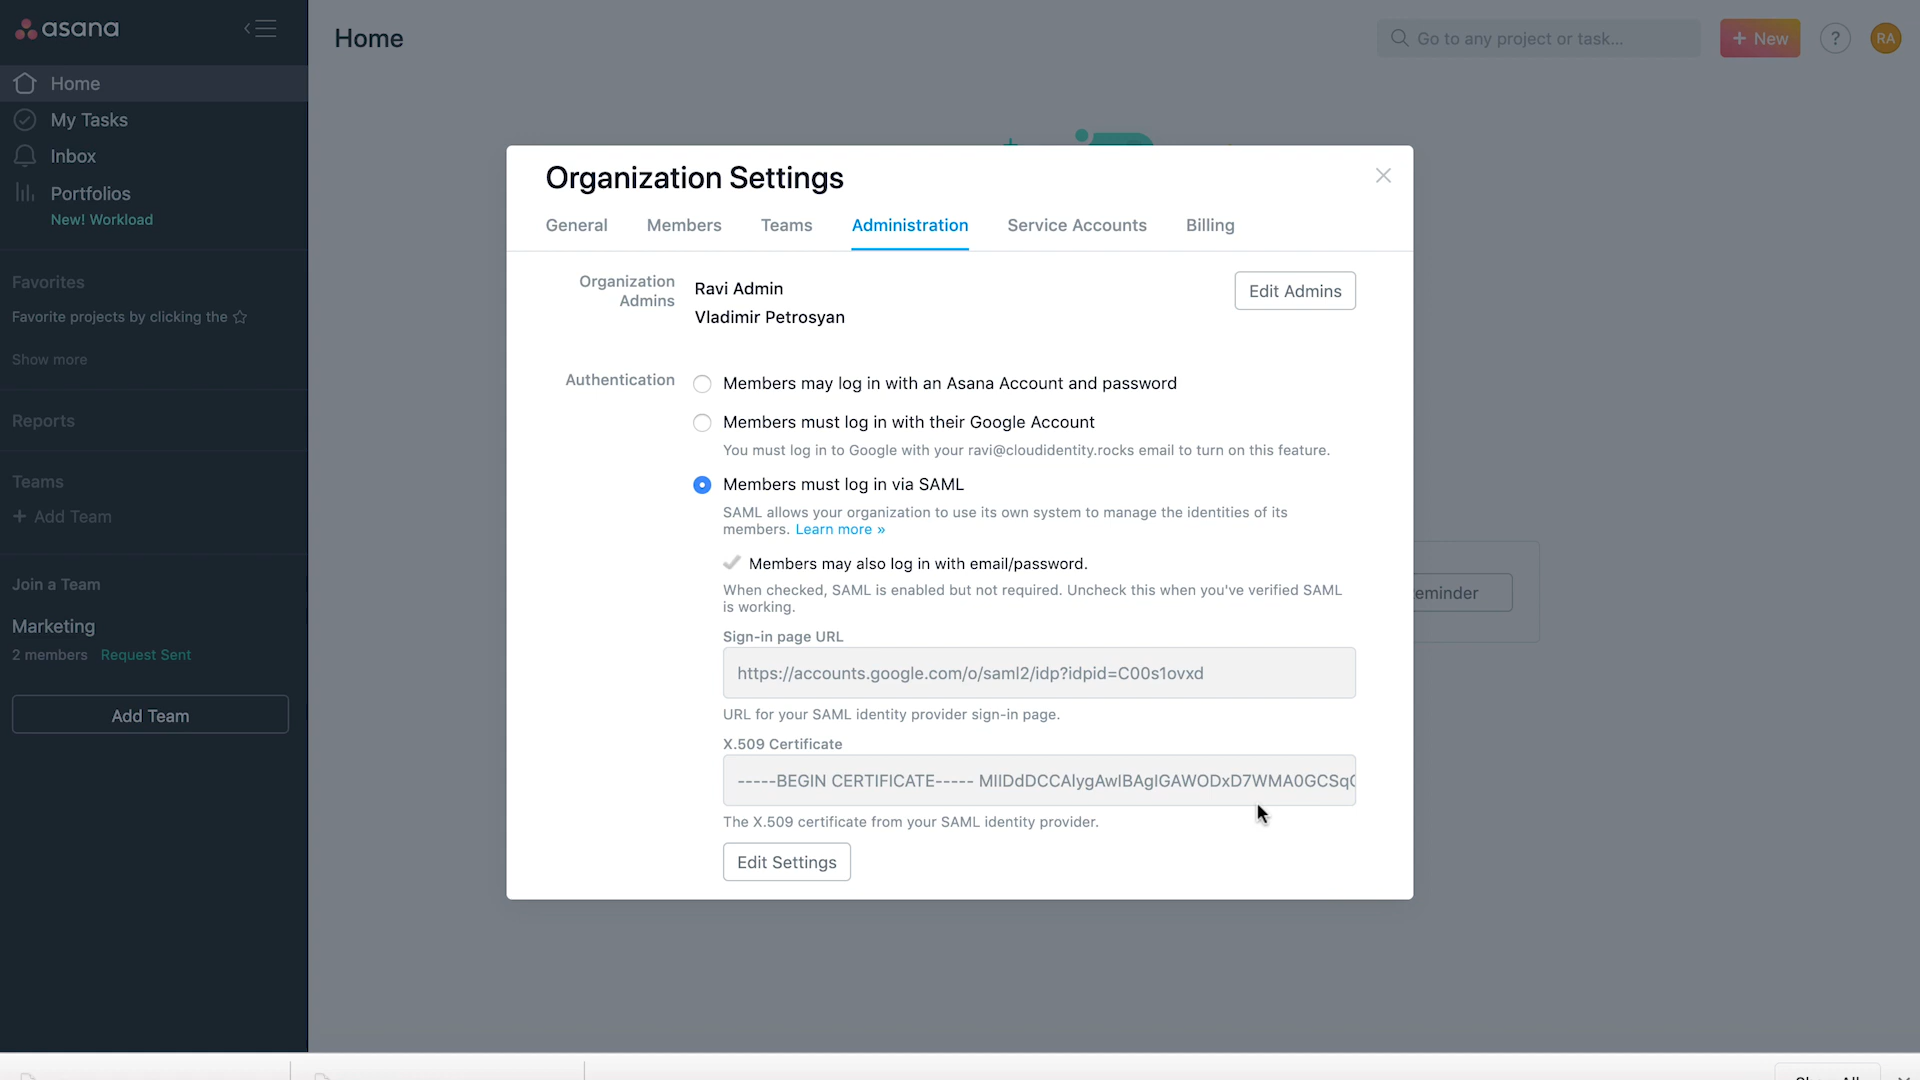 asana
Home
Go to any project or task...
+ New
?
RA
Home
My Tasks
Inbox
Portfolios
New! Workload
Favorites
Favorite projects by clicking the
Show more
Reports
Teams
+ Add Team
Join a Team
Marketing
2 members Request Sent
Add Team
Organization Settings
General Members Teams Administration Service Accounts Billing
Organization
Admins
Ravi Admin
Vladimir Petrosyan
Edit Admins
Authentication
Members may log in with an Asana Account and password
Members must log in with their Google Account
You must log in to Google with your ravi@cloudidentity.rocks email to turn on this feature.
Members must log in via SAML
SAML allows your organization to use its own system to manage the identities of its
members. Learn more »
Members may also log in with email/password.
When checked, SAML is enabled but not required. Uncheck this when you've verified SAML
is working.
Sign-in page URL
https://accounts.google.com/o/saml2/idp?idpid=C00s1ovxd
URL for your SAML identity provider sign-in page.
X.509 Certificate
-----BEGIN CERTIFICATE----- MIIDdDCCAlygAwIBAgIGAWODxD7WMA0GCSq
The X.509 certificate from your SAML identity provider.
Edit Settings
eminder